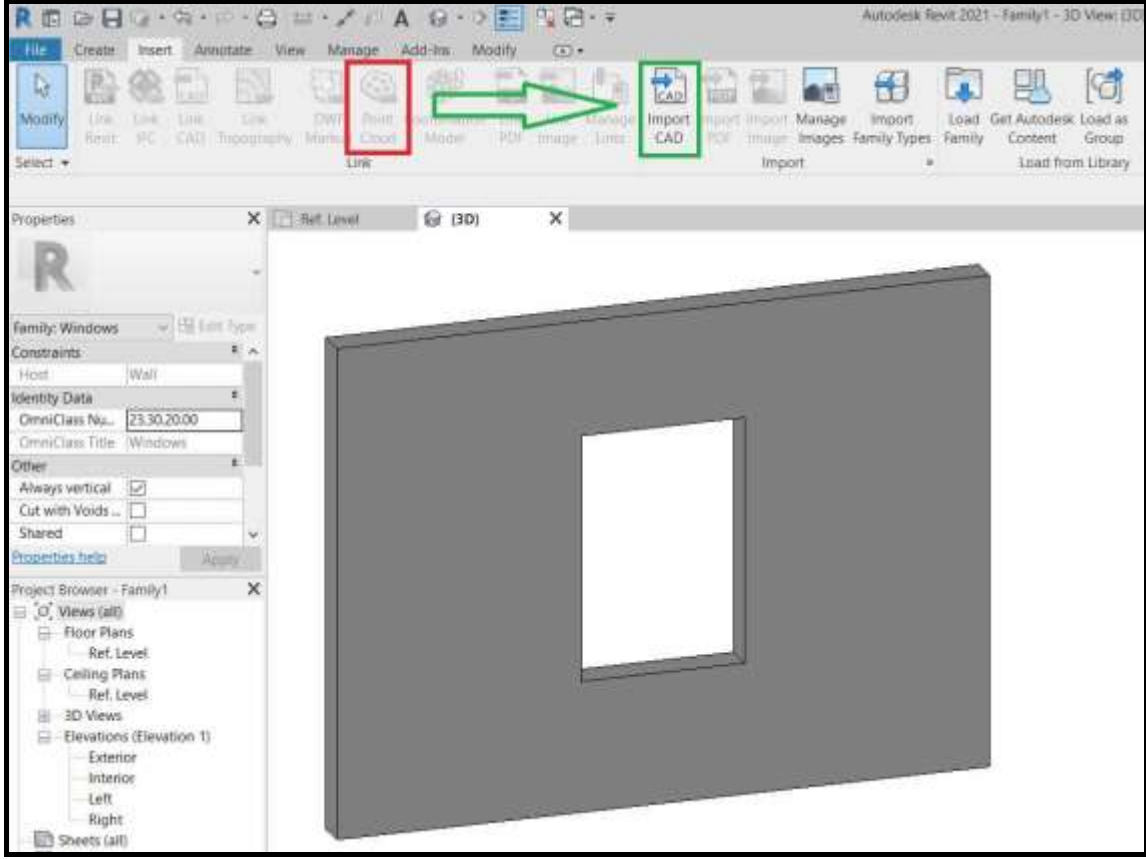 Autodesk Revit 2021 - Family1 - 3D View: {3D
File Create Insert Annotate View Manage Add-Ins Modify
Modify Link Revit Link IFC Link CAD Link Topography DWF Markup Point Cloud Model PDF Image Manage Links Import CAD Import PDF Import Image Manage Images Import Family Types Load Family Get Autodesk Content Load as Group
Select Link Import Load from Library
Properties Ref. Level {3D}
Family: Windows Edit Type
Constraints
Host Wall
Identity Data
OmniClass Nu... 23.30.20.00
OmniClass Title Windows
Other
Always vertical
Cut with Voids ...
Shared
Properties help Apply
Project Browser - Family1
Views (all)
Floor Plans
Ref. Level
Ceiling Plans
Ref. Level
3D Views
Elevations (Elevation 1)
Exterior
Interior
Left
Right
Sheets (all)